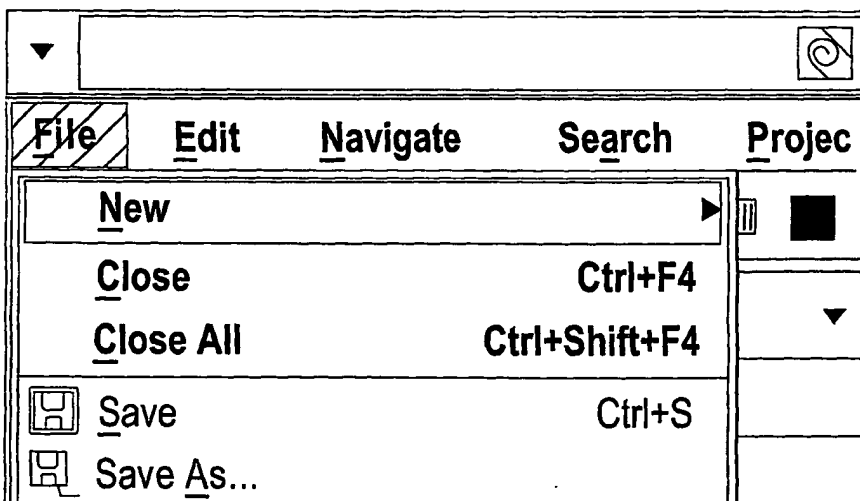 File Edit Navigate Search Projec
New
Close Ctrl+F4
Close All Ctrl+Shift+F4
Save Ctrl+S
Save As...